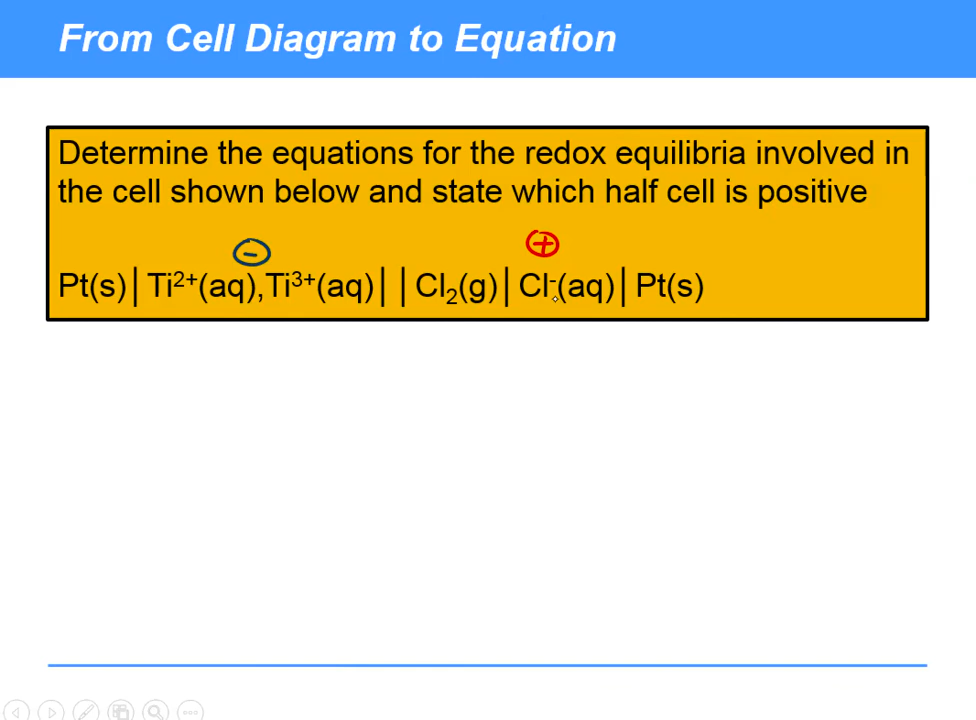 From Cell Diagram to Equation
Determine the equations for the redox equilibria involved in
the cell shown below and state which half cell is positive
- +
Pt(s)|Ti²⁺(aq),Ti³⁺(aq)||Cl₂(g)|Cl⁻(aq)|Pt(s)